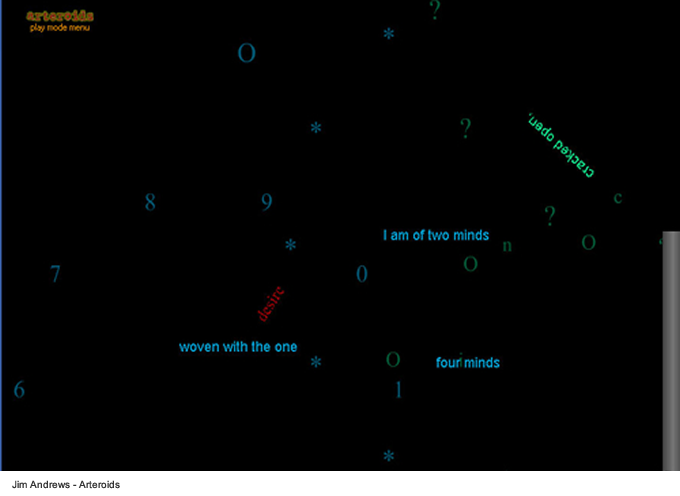 arteroids
play mode menu
?
*
O
*
?
cracked open.
8
9
?
c
I am of two minds
*
n
O
7
0
O
desire
woven with the one
*
O
four minds
6
1
*
Jim Andrews - Arteroids